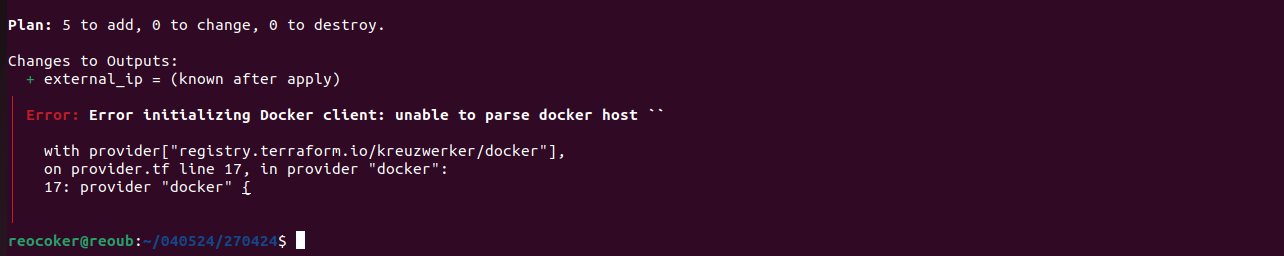 Plan: 5 to add, 0 to change, 0 to destroy.
Changes to Outputs:
+ external_ip = (known after apply)
Error: Error initializing Docker client: unable to parse docker host ``
with provider["registry.terraform.io/kreuzwerker/docker"],
on provider.tf line 17, in provider "docker":
17: provider "docker" {
reocoker@reoub:~/040524/270424$